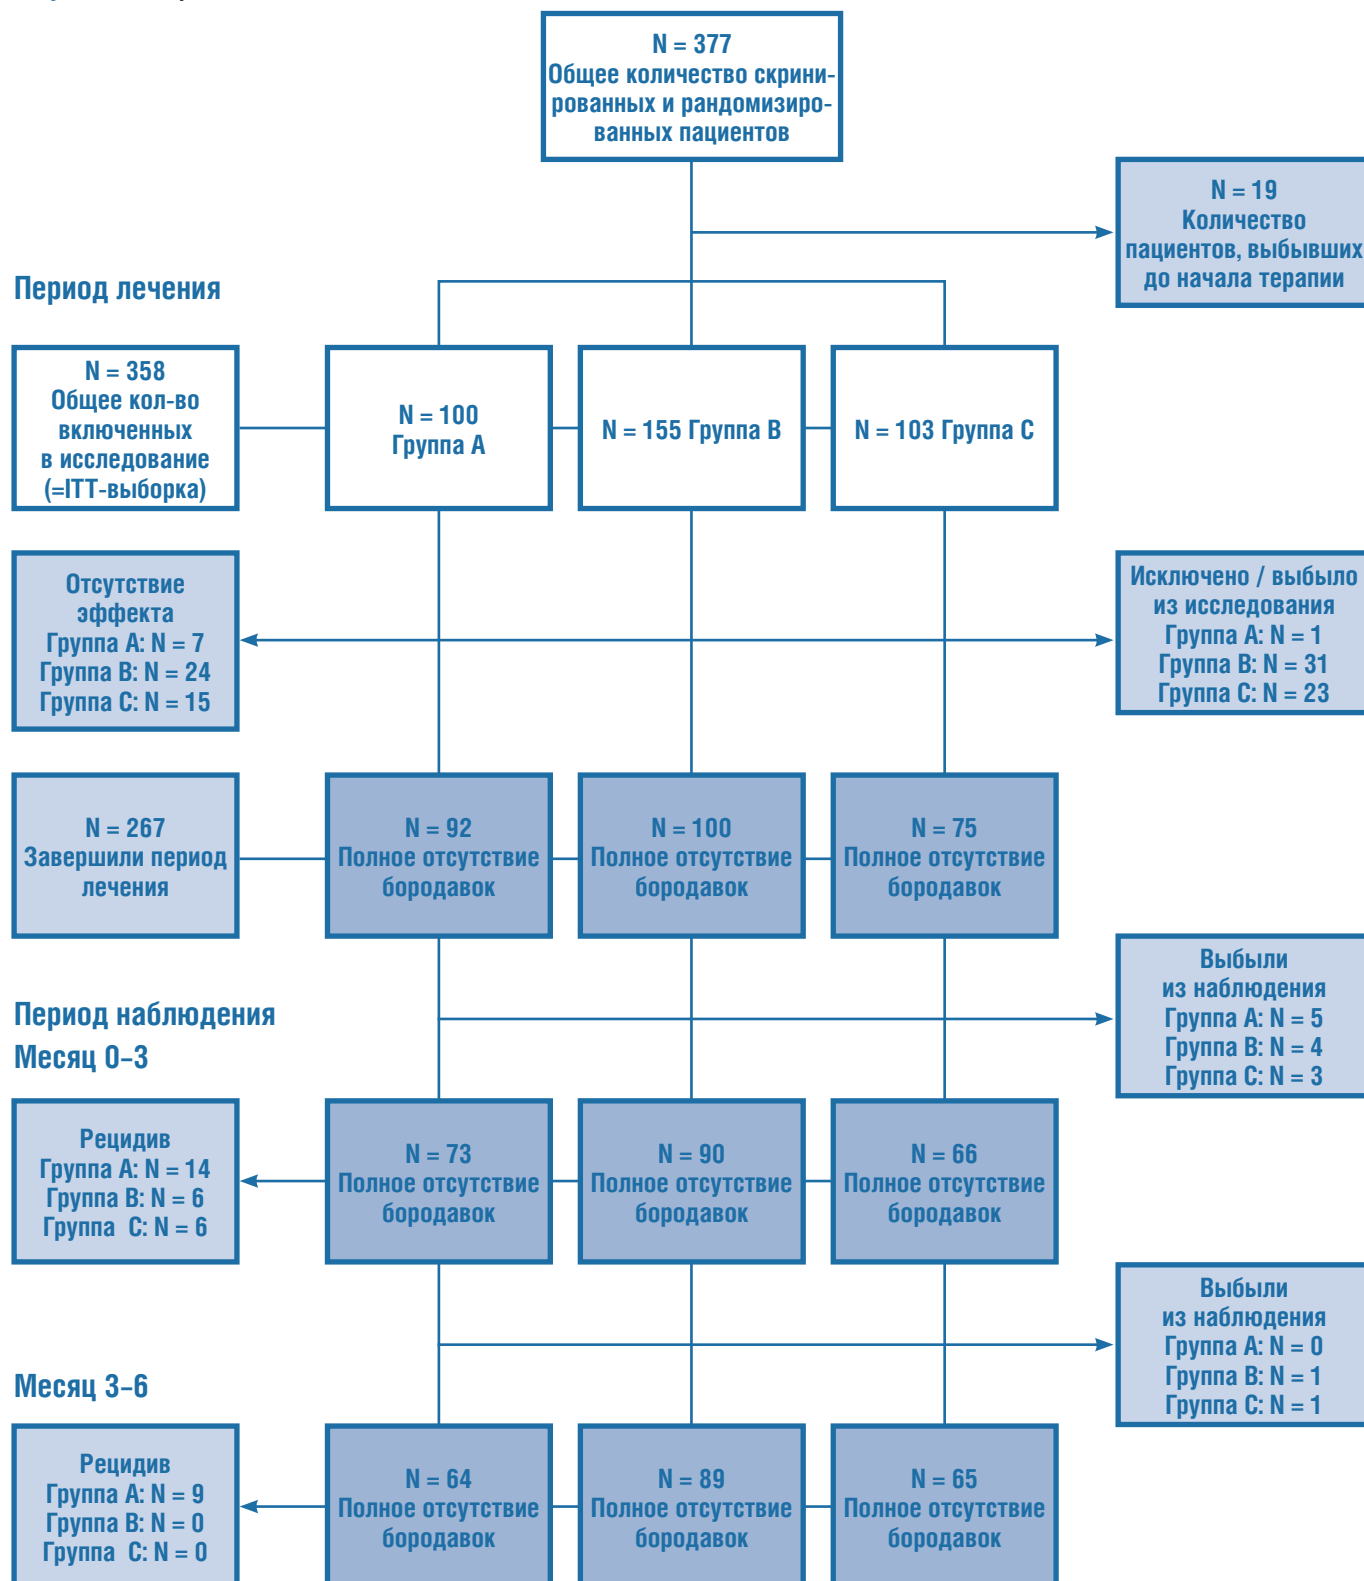 N = 377
Общее количество скрини-
рованных и рандомизиро-
ванных пациентов
N = 19
Количество
пациентов, выбывших
до начала терапии
Период лечения
N = 358
Общее кол-во
включенных
в исследование
(=ITT-выборка)
N = 100
Группа А
N = 155 Группа В
N = 103 Группа С
Отсутствие
эффекта
Группа А: N = 7
Группа В: N = 24
Группа С: N = 15
Исключено / выбыло
из исследования
Группа А: N = 1
Группа В: N = 31
Группа С: N = 23
N = 267
Завершили период
лечения
N = 92
Полное отсутствие
бородавок
N = 100
Полное отсутствие
бородавок
N = 75
Полное отсутствие
бородавок
Выбыли
из наблюдения
Группа А: N = 5
Группа В: N = 4
Группа С: N = 3
Период наблюдения
Месяц 0–3
Рецидив
Группа А: N = 14
Группа В: N = 6
Группа С: N = 6
N = 73
Полное отсутствие
бородавок
N = 90
Полное отсутствие
бородавок
N = 66
Полное отсутствие
бородавок
Выбыли
из наблюдения
Группа А: N = 0
Группа В: N = 1
Группа С: N = 1
Месяц 3–6
Рецидив
Группа А: N = 9
Группа В: N = 0
Группа С: N = 0
N = 64
Полное отсутствие
бородавок
N = 89
Полное отсутствие
бородавок
N = 65
Полное отсутствие
бородавок